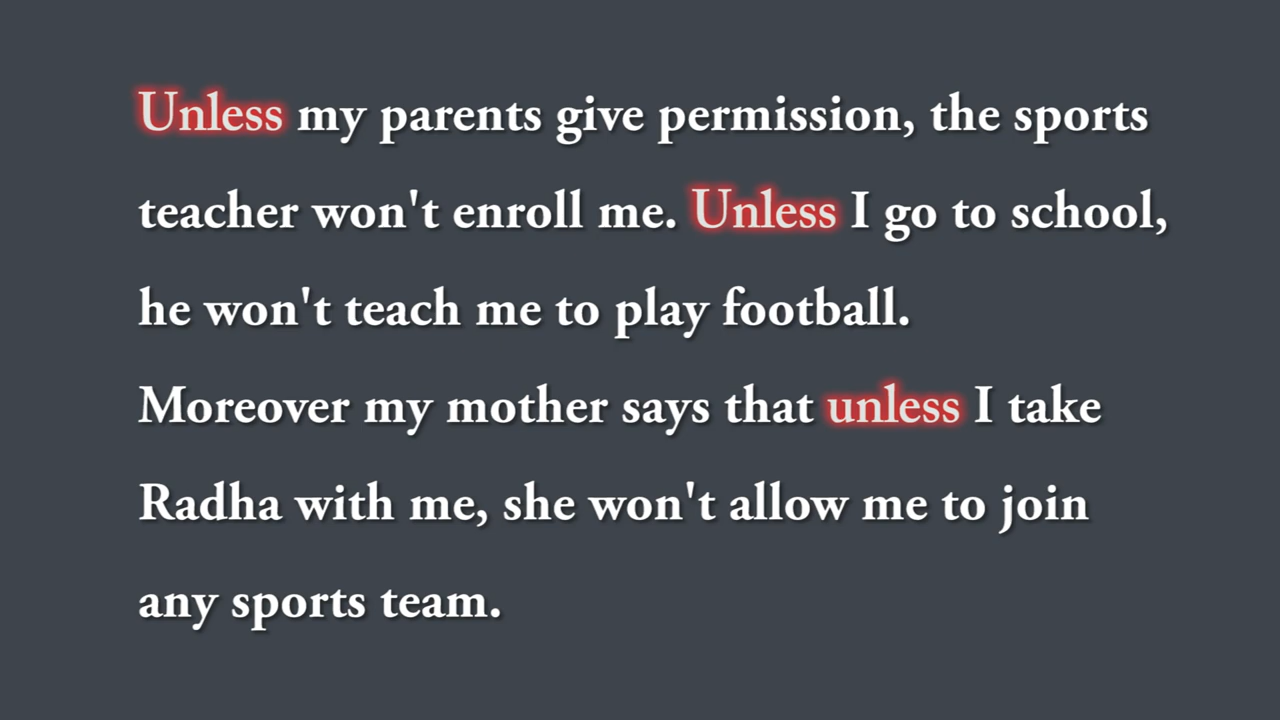 Unless my parents give permission, the sports
teacher won't enroll me. Unless I go to school,
he won't teach me to play football.
Moreover my mother says that unless I take
Radha with me, she won't allow me to join
any sports team.